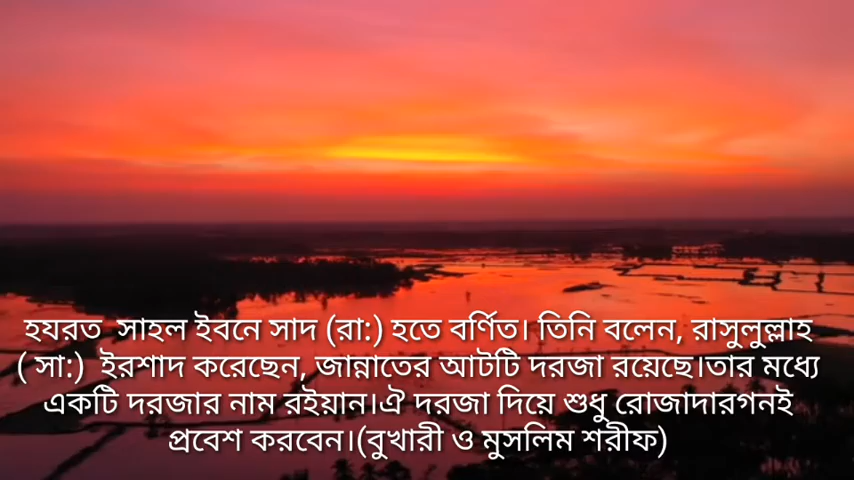 হযরত  সাহল ইবনে সাদ (রা:) হতে বর্ণিত। তিনি বলেন, রাসুলুল্লাহ
( সা:)  ইরশাদ করেছেন, জান্নাতের আটটি দরজা রয়েছে।তার মধ্যে
একটি দরজার নাম রইয়ান।ঐ দরজা দিয়ে শুধু রোজাদারগনই
প্রবেশ করবেন।(বুখারী ও মুসলিম শরীফ)